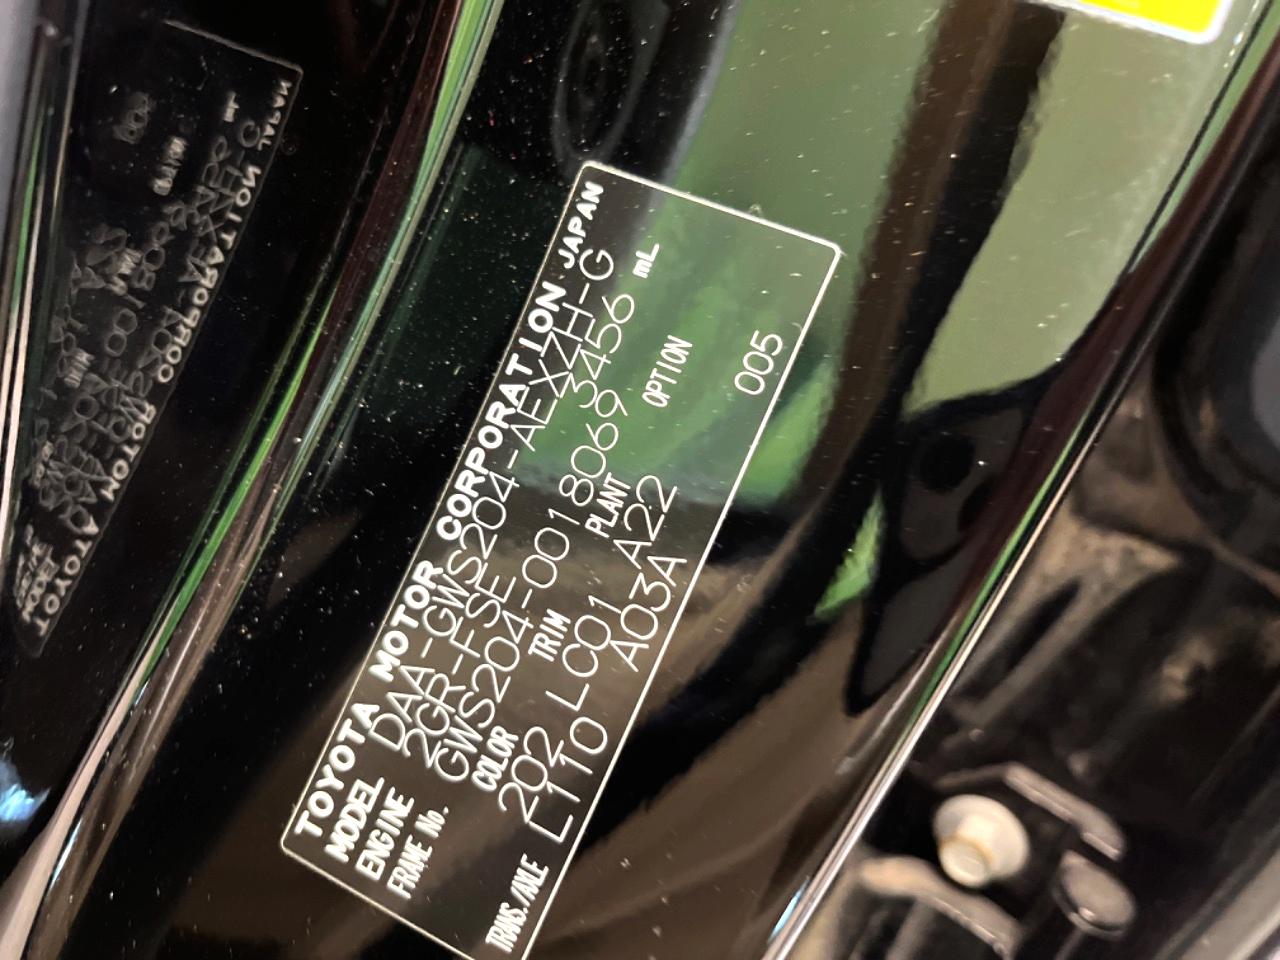 TOYOTA MOTOR CORPORATION JAPAN
MODEL DAA-GWS204-AEXZH-G
ENGINE 2GR-FSE 3456 mL
FRAME No. GWS204-0018069
COLOR TRIM PLANT OPTION
202 LC01 A22 005
TRANS./AXLE L110 A03A